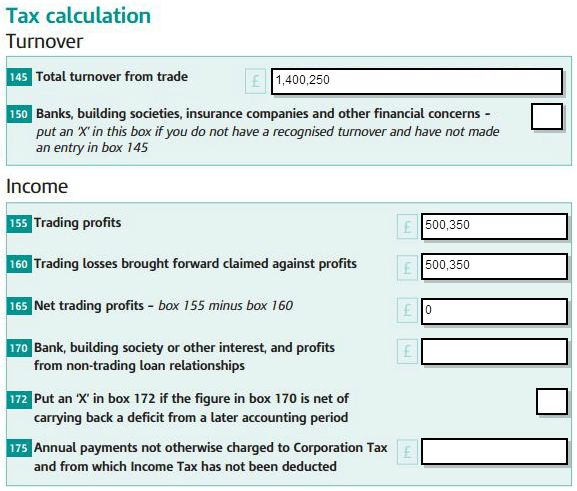 Tax calculation
Turnover
145 Total turnover from trade £ 1,400,250
150 Banks, building societies, insurance companies and other financial concerns –
put an ‘X’ in this box if you do not have a recognised turnover and have not made
an entry in box 145
Income
155 Trading profits £ 500,350
160 Trading losses brought forward claimed against profits £ 500,350
165 Net trading profits – box 155 minus box 160 £ 0
170 Bank, building society or other interest, and profits £
from non-trading loan relationships
172 Put an ‘X’ in box 172 if the figure in box 170 is net of
carrying back a deficit from a later accounting period
175 Annual payments not otherwise charged to Corporation Tax £
and from which Income Tax has not been deducted